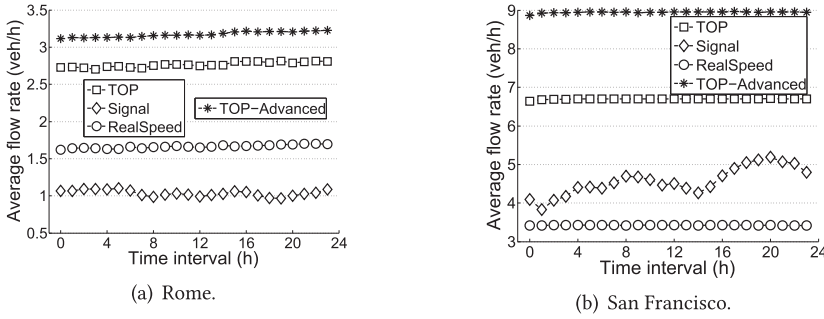 Average flow rate (veh/h)
3.5
3
2.5
2
1.5
1
0.5
TOP
Signal
RealSpeed
TOP−Advanced
0 4 8 12 16 20 24
Time interval (h)
(a) Rome.
Average flow rate (veh/h)
9
8
7
6
5
4
3
TOP
Signal
RealSpeed
TOP−Advanced
0 4 8 12 16 20 24
Time interval (h)
(b) San Francisco.